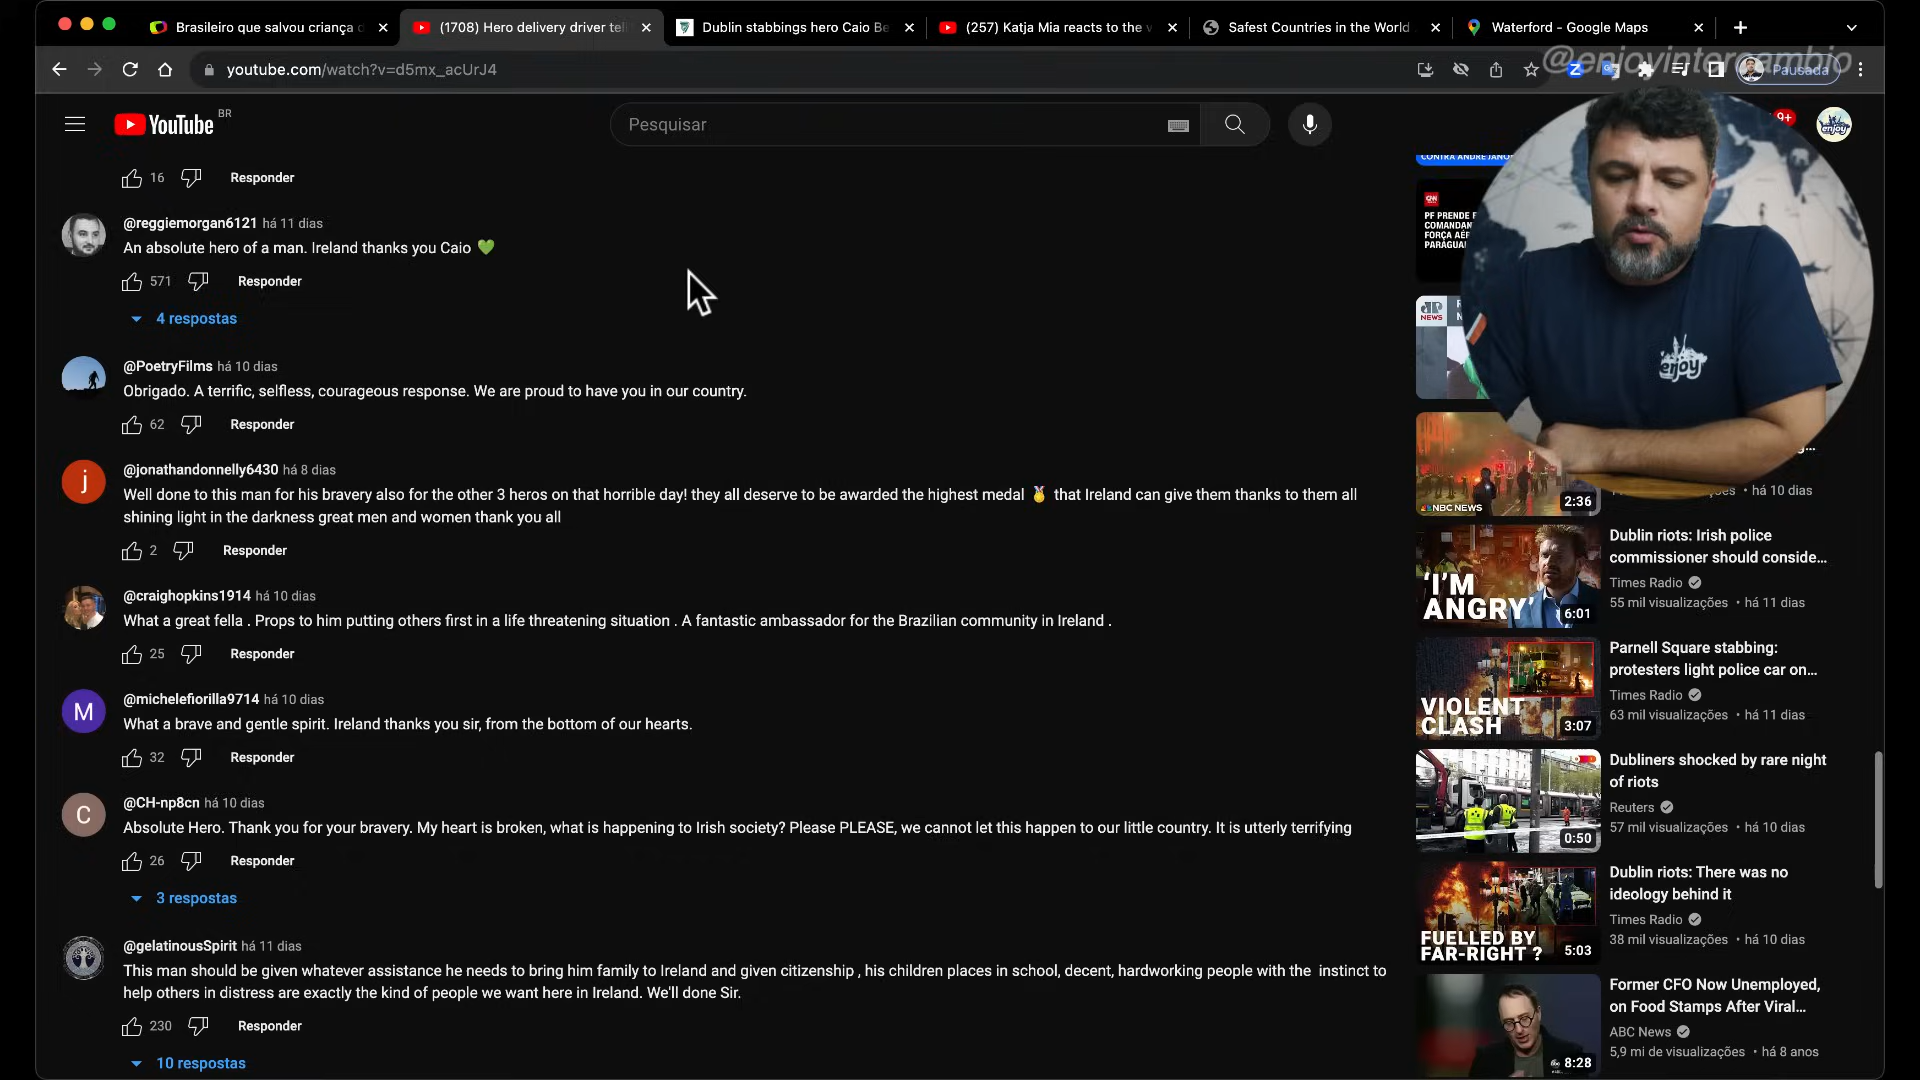 Brasileiro que salvou criança d
(1708) Hero delivery driver tell
Dublin stabbings hero Caio Be
(257) Katja Mia reacts to the v
Safest Countries in the World
Waterford - Google Maps
youtube.com/watch?v=d5mx_acUrJ4
@enjoyintercambio
Pausada
YouTube BR
Pesquisar
9+
enjoy
16 Responder
@reggiemorgan6121 há 11 dias
An absolute hero of a man. Ireland thanks you Caio 💚
571 Responder
4 respostas
@PoetryFilms há 10 dias
Obrigado. A terrific, selfless, courageous response. We are proud to have you in our country.
62 Responder
j
@jonathandonnelly6430 há 8 dias
Well done to this man for his bravery also for the other 3 heros on that horrible day! they all deserve to be awarded the highest medal 🏅 that Ireland can give them thanks to them all
shining light in the darkness great men and women thank you all
2 Responder
@craighopkins1914 há 10 dias
What a great fella . Props to him putting others first in a life threatening situation . A fantastic ambassador for the Brazilian community in Ireland .
25 Responder
M
@michelefiorilla9714 há 10 dias
What a brave and gentle spirit. Ireland thanks you sir, from the bottom of our hearts.
32 Responder
C
@CH-np8cn há 10 dias
Absolute Hero. Thank you for your bravery. My heart is broken, what is happening to Irish society? Please PLEASE, we cannot let this happen to our little country. It is utterly terrifying
26 Responder
3 respostas
@gelatinousSpirit há 11 dias
This man should be given whatever assistance he needs to bring him family to Ireland and given citizenship , his children places in school, decent, hardworking people with the instinct to
help others in distress are exactly the kind of people we want here in Ireland. We'll done Sir.
230 Responder
10 respostas
CONTRA ANDRÉ JANO
CNN
PF PRENDE E
COMANDAN
FORÇA AÉR
PARAGUAI
JP
NEWS
enjoy
NBC NEWS
2:36
• há 10 dias
'I'M
ANGRY'
6:01
Dublin riots: Irish police
commissioner should conside...
Times Radio
55 mil visualizações • há 11 dias
VIOLENT
CLASH
3:07
Parnell Square stabbing:
protesters light police car on...
Times Radio
63 mil visualizações • há 11 dias
0:50
Dubliners shocked by rare night
of riots
Reuters
57 mil visualizações • há 10 dias
FUELLED BY
FAR-RIGHT ?
5:03
Dublin riots: There was no
ideology behind it
Times Radio
38 mil visualizações • há 10 dias
8:28
Former CFO Now Unemployed,
on Food Stamps After Viral...
ABC News
5,9 mi de visualizações • há 8 anos